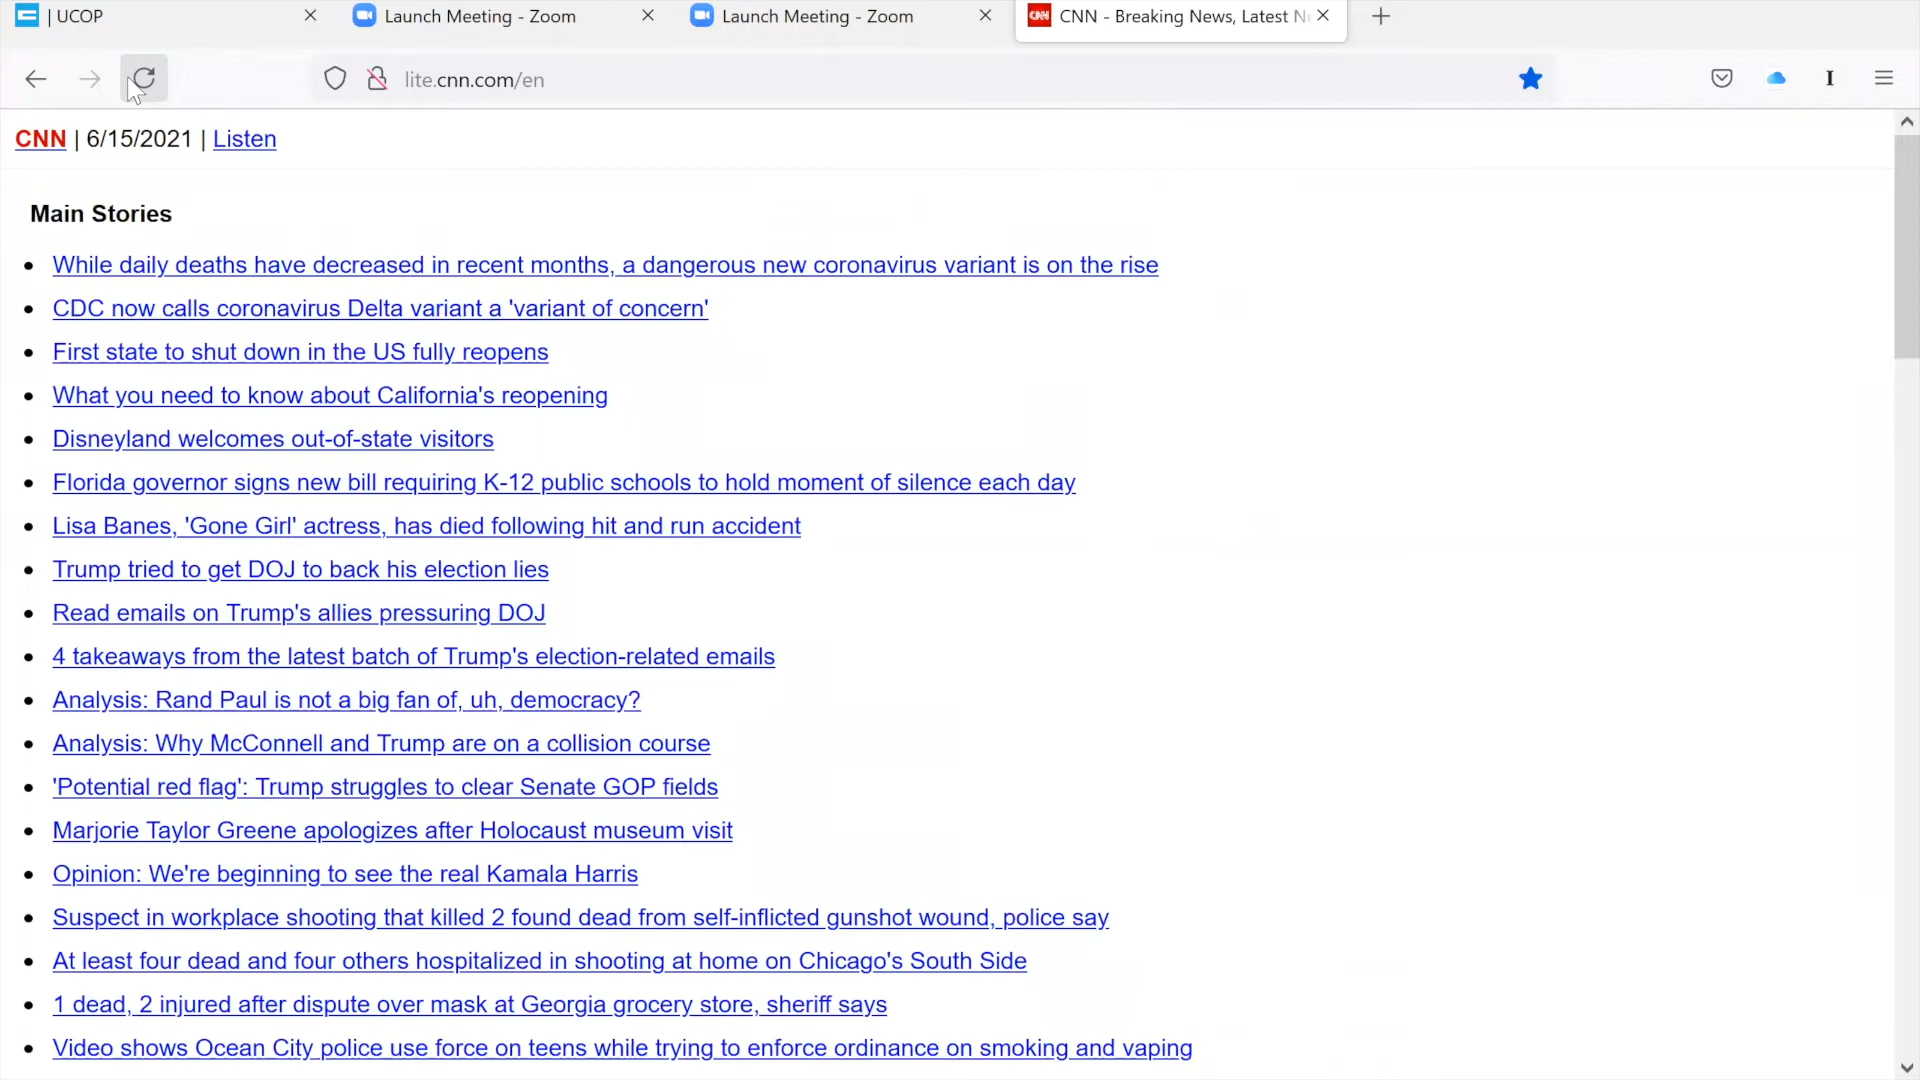 | UCOP
Launch Meeting - Zoom
Launch Meeting - Zoom
CNN CNN - Breaking News, Latest N
lite.cnn.com/en
CNN | 6/15/2021 | Listen
Main Stories
While daily deaths have decreased in recent months, a dangerous new coronavirus variant is on the rise
CDC now calls coronavirus Delta variant a 'variant of concern'
First state to shut down in the US fully reopens
What you need to know about California's reopening
Disneyland welcomes out-of-state visitors
Florida governor signs new bill requiring K-12 public schools to hold moment of silence each day
Lisa Banes, 'Gone Girl' actress, has died following hit and run accident
Trump tried to get DOJ to back his election lies
Read emails on Trump's allies pressuring DOJ
4 takeaways from the latest batch of Trump's election-related emails
Analysis: Rand Paul is not a big fan of, uh, democracy?
Analysis: Why McConnell and Trump are on a collision course
'Potential red flag': Trump struggles to clear Senate GOP fields
Marjorie Taylor Greene apologizes after Holocaust museum visit
Opinion: We're beginning to see the real Kamala Harris
Suspect in workplace shooting that killed 2 found dead from self-inflicted gunshot wound, police say
At least four dead and four others hospitalized in shooting at home on Chicago's South Side
1 dead, 2 injured after dispute over mask at Georgia grocery store, sheriff says
Video shows Ocean City police use force on teens while trying to enforce ordinance on smoking and vaping